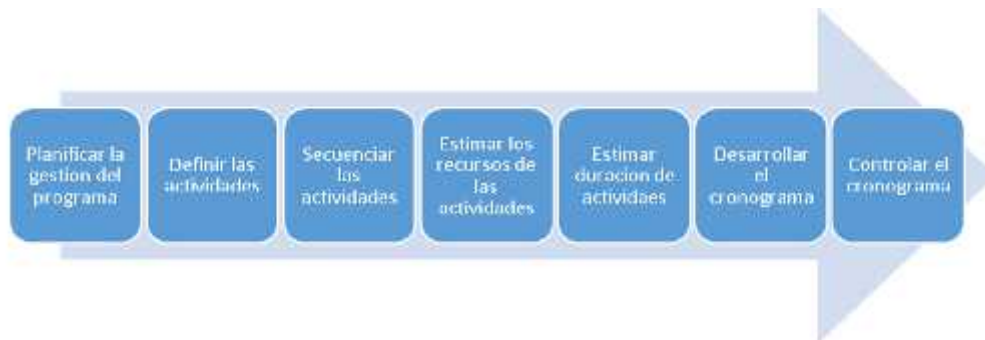 Planificar la
gestion del
programa
Definir las
actividades
Secuenciar
las
actividades
Estimar los
recursos de
las
actividades
Estimar
duracion de
actividaes
Desarrollar
el
cronograma
Controlar el
cronograma